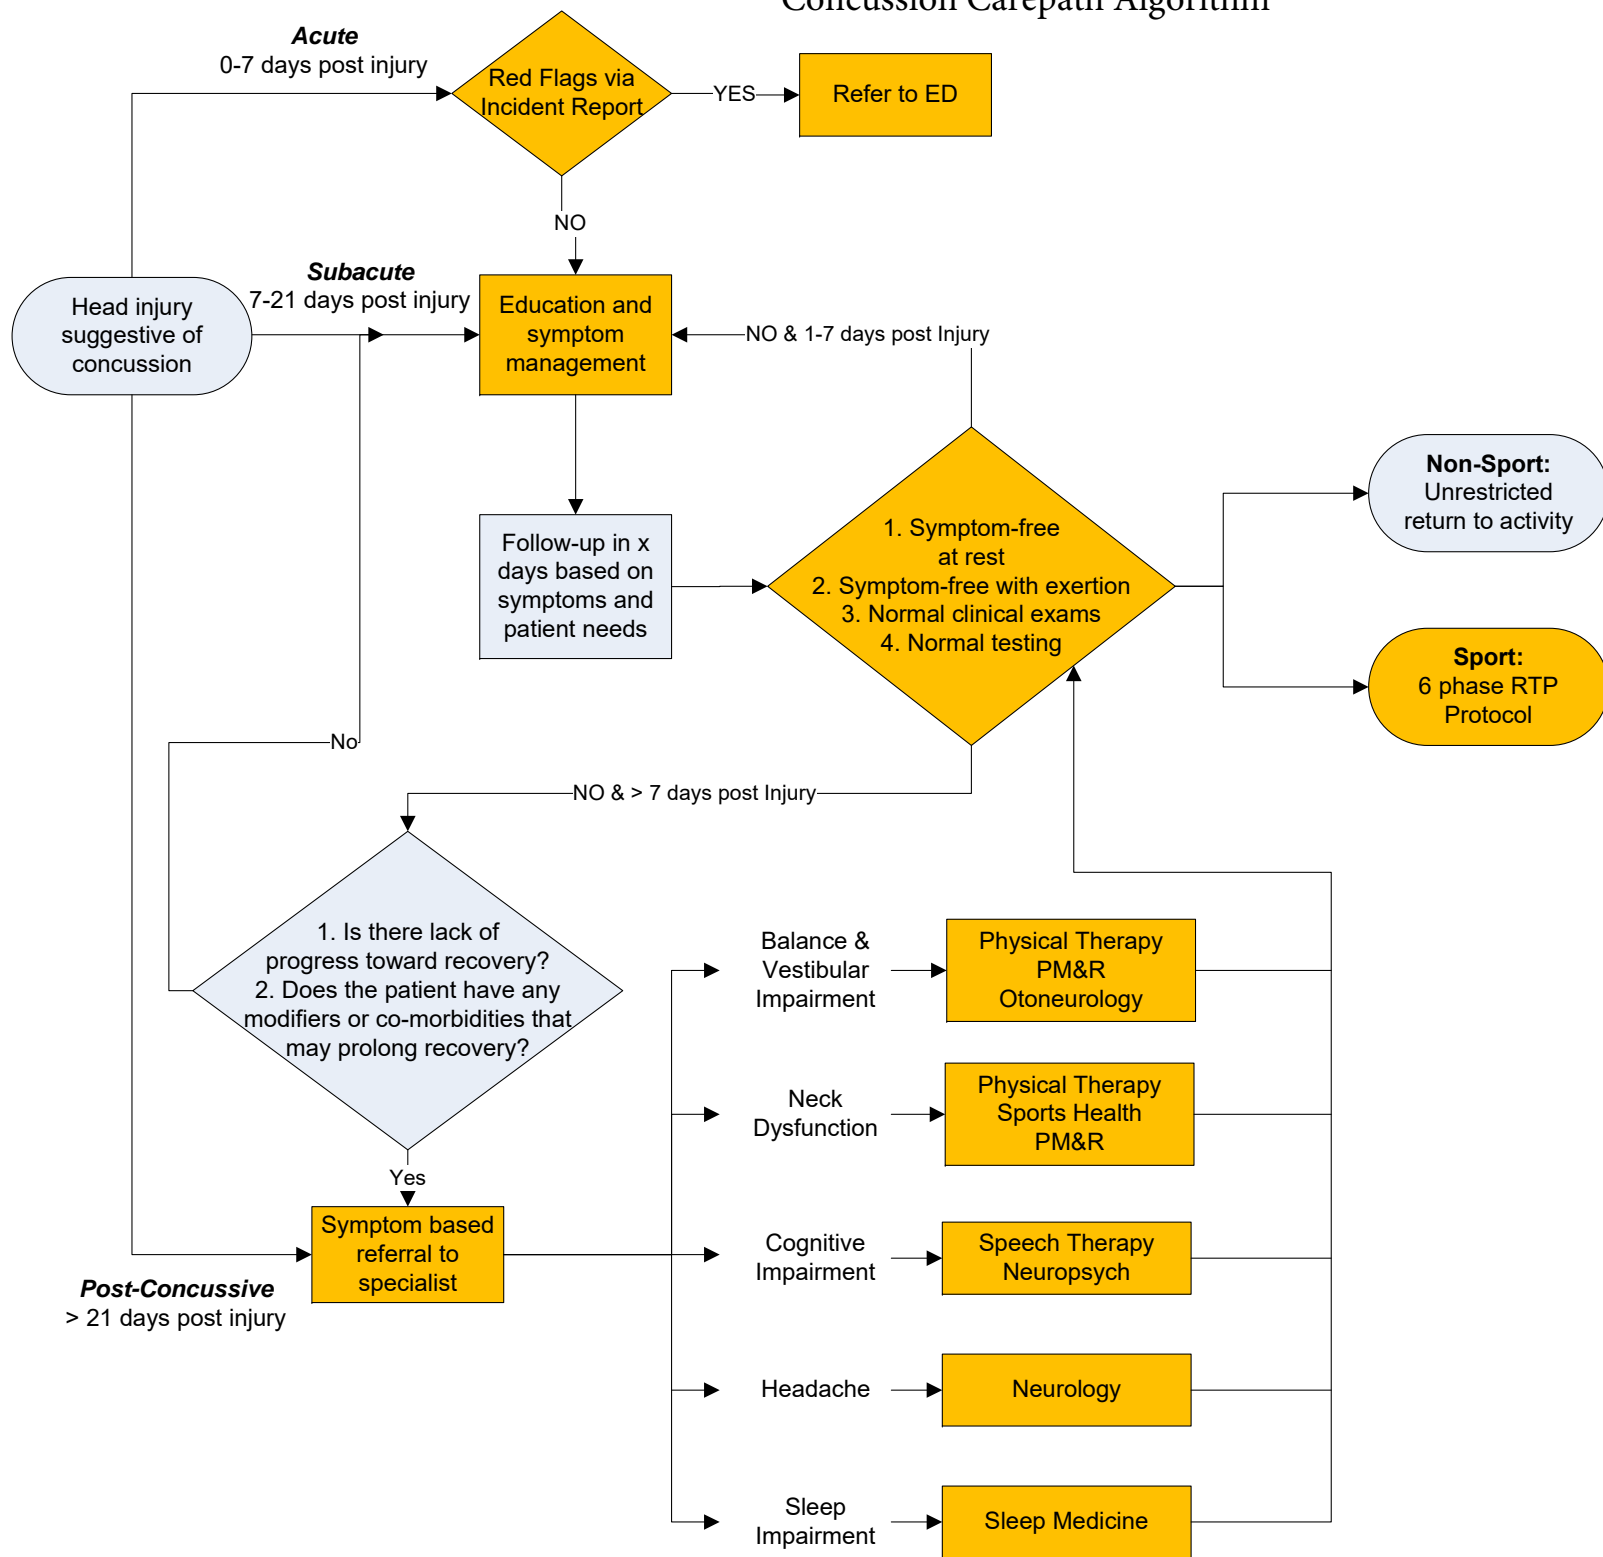 Concussion Carepath Algorithm
Acute
0-7 days post injury
Red Flags via
Incident Report
YES
Refer to ED
NO
Subacute
7-21 days post injury
Head injury
suggestive of
concussion
Education and
symptom
management
NO & 1-7 days post Injury
Non-Sport:
Unrestricted
return to activity
Follow-up in x
days based on
symptoms and
patient needs
1. Symptom-free
at rest
2. Symptom-free with exertion
3. Normal clinical exams
4. Normal testing
Sport:
6 phase RTP
Protocol
No
NO & > 7 days post Injury
1. Is there lack of
progress toward recovery?
2. Does the patient have any
modifiers or co-morbidities that
may prolong recovery?
Yes
Symptom based
referral to
specialist
Post-Concussive
> 21 days post injury
Balance &
Vestibular
Impairment
Physical Therapy
PM&R
Otoneurology
Neck
Dysfunction
Physical Therapy
Sports Health
PM&R
Cognitive
Impairment
Speech Therapy
Neuropsych
Headache
Neurology
Sleep
Impairment
Sleep Medicine